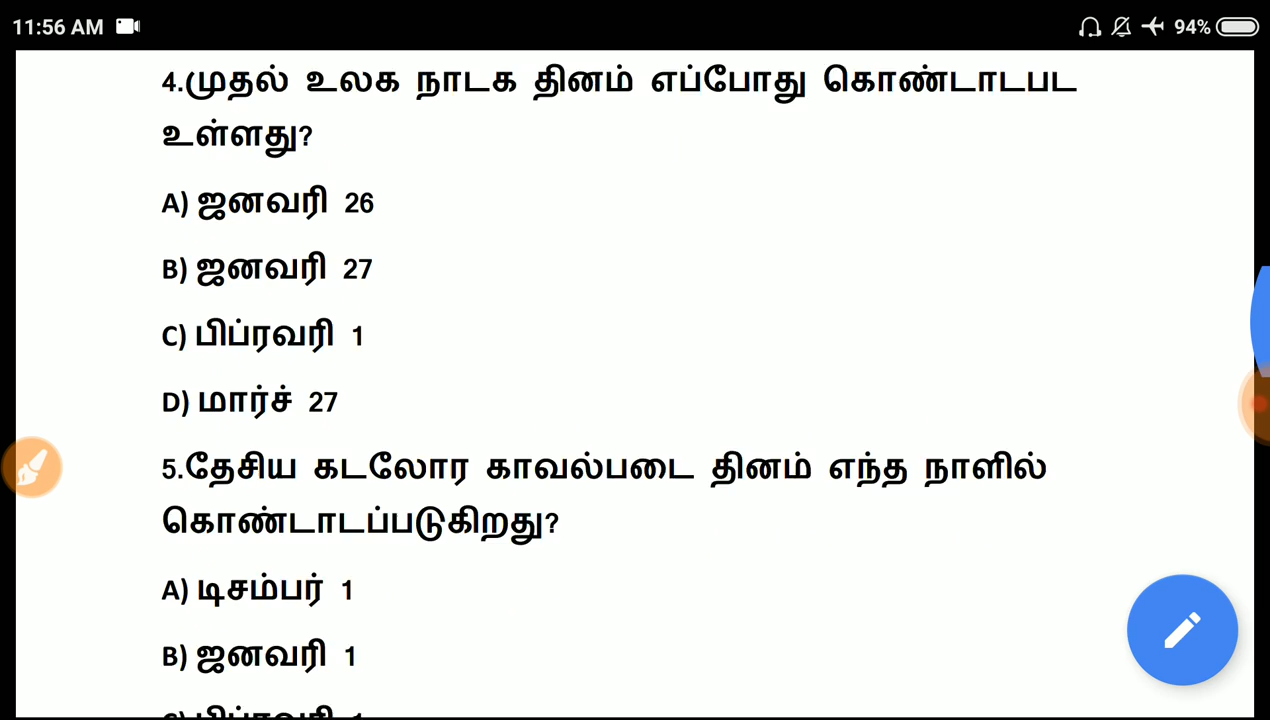 11:56 AM
94%
4.முதல் உலக நாடக தினம் எப்போது கொண்டாடபட
உள்ளது?
A) ஜனவரி 26
B) ஜனவரி 27
C) பிப்ரவரி 1
D) மார்ச் 27
5.தேசிய கடலோர காவல்படை தினம் எந்த நாளில்
கொண்டாடப்படுகிறது?
A) டிசம்பர் 1
B) ஜனவரி 1